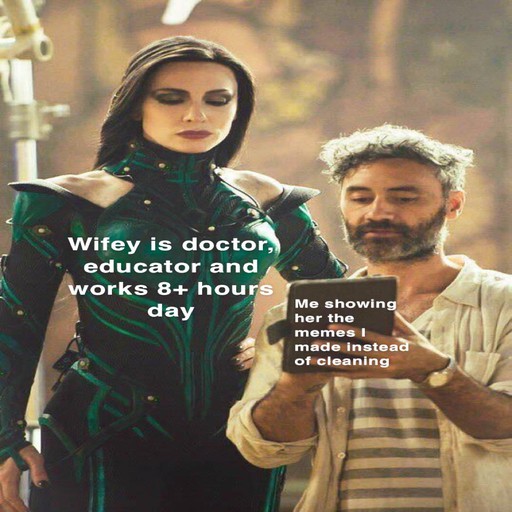 Wifey is doctor,
educator and
works 8+ hours
day
Me showing
her the
memes I
made instead
of cleaning